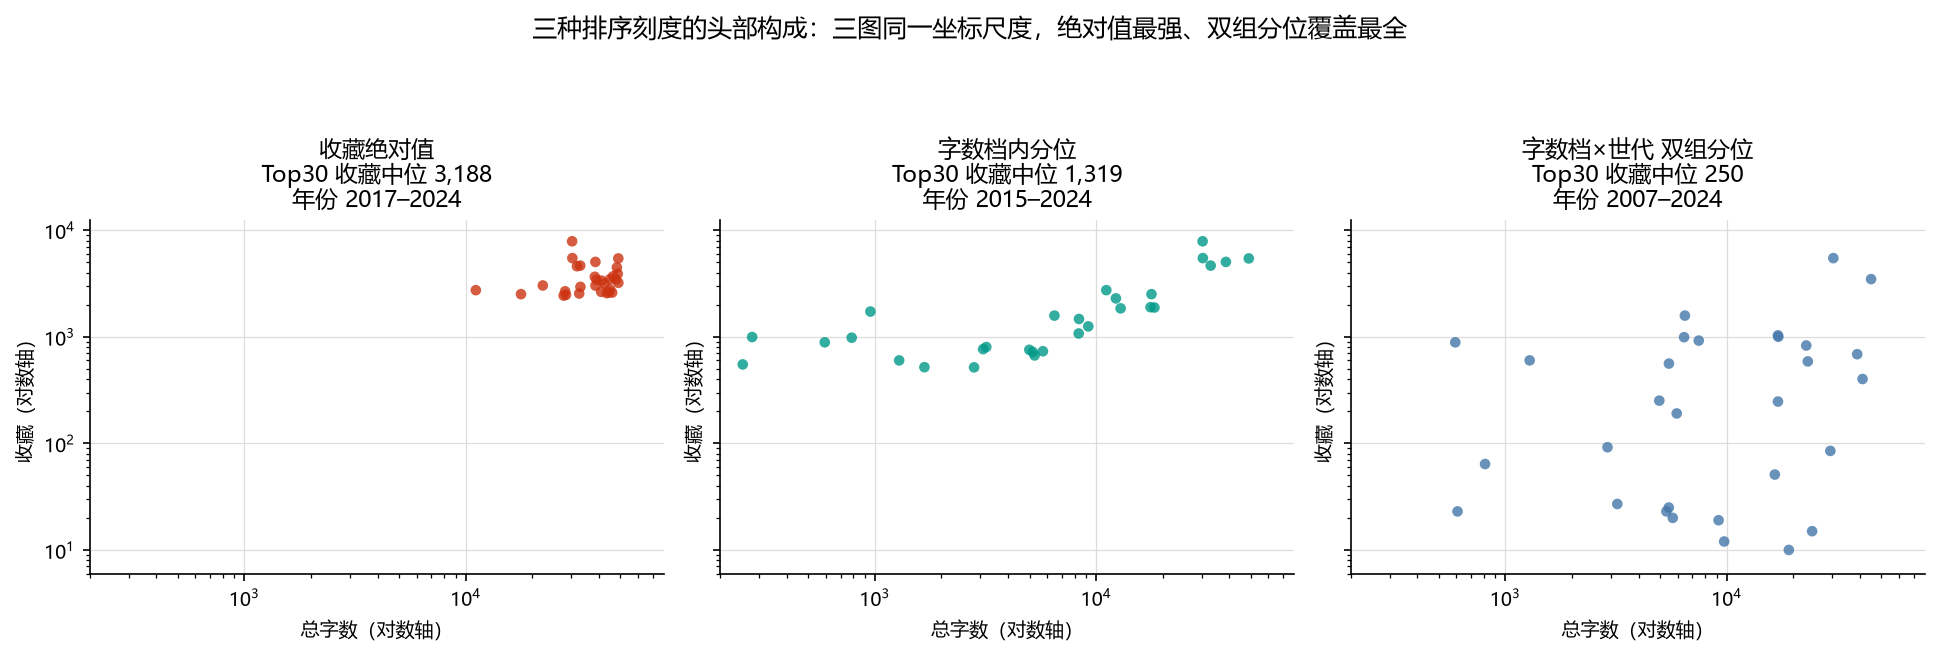 三种排序刻度的头部构成：三图同一坐标尺度，绝对值最强、双组分位覆盖最全
收藏绝对值
Top30 收藏中位 3,188
年份 2017–2024
收藏（对数轴）
10⁴
10³
10²
10¹
10³
10⁴
总字数（对数轴）
字数档内分位
Top30 收藏中位 1,319
年份 2015–2024
收藏（对数轴）
10³
10⁴
总字数（对数轴）
字数档×世代 双组分位
Top30 收藏中位 250
年份 2007–2024
收藏（对数轴）
10³
10⁴
总字数（对数轴）